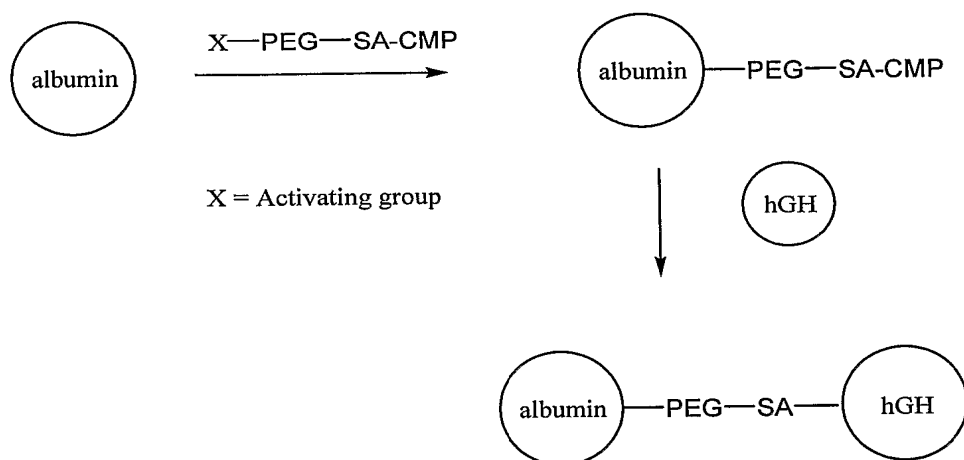 X—PEG—SA-CMP
albumin
albumin—PEG—SA-CMP
X = Activating group
hGH
albumin—PEG—SA—hGH